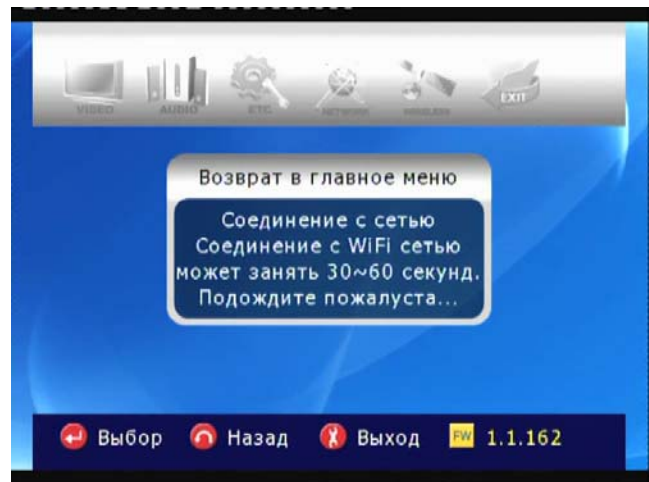 VIDEO AUDIO ETC NETWORK WIRELESS EXIT
Возврат в главное меню
Соединение с сетью
Соединение с WiFi сетью
может занять 30~60 секунд.
Подождите пожалуста...
Выбор Назад Выход FW 1.1.162